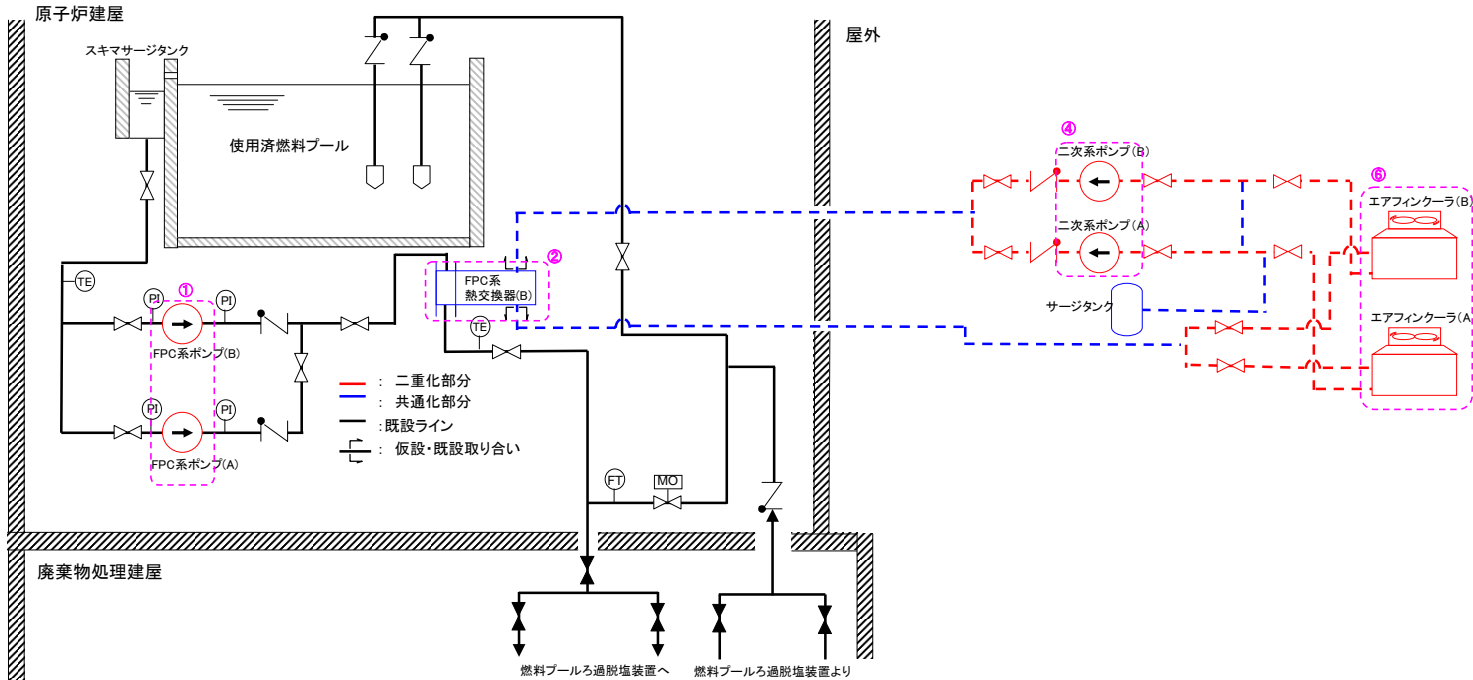 原子炉建屋
屋外
スキマサージタンク
使用済燃料プール
④
二次系ポンプ(B)
⑥
エアフィンクーラ(B)
二次系ポンプ(A)
②
FPC系
熱交換器(B)
TE
サージタンク
①
PI
PI
TE
エアフィンクーラ(A
FPC系ポンプ(B)
: 二重化部分
: 共通化部分
:既設ライン
: 仮設・既設取り合い
PI
PI
FPC系ポンプ(A)
FT
MO
廃棄物処理建屋
燃料プールろ過脱塩装置へ
燃料プールろ過脱塩装置より